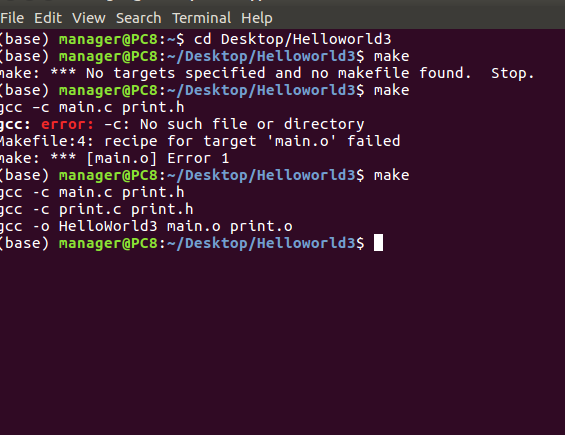 File Edit View Search Terminal Help
(base) manager@PC8:~$ cd Desktop/Helloworld3
(base) manager@PC8:~/Desktop/Helloworld3$ make
make: *** No targets specified and no makefile found.  Stop.
(base) manager@PC8:~/Desktop/Helloworld3$ make
gcc –c main.c print.h
gcc: error: –c: No such file or directory
Makefile:4: recipe for target 'main.o' failed
make: *** [main.o] Error 1
(base) manager@PC8:~/Desktop/Helloworld3$ make
gcc -c main.c print.h
gcc -c print.c print.h
gcc -o HelloWorld3 main.o print.o
(base) manager@PC8:~/Desktop/Helloworld3$